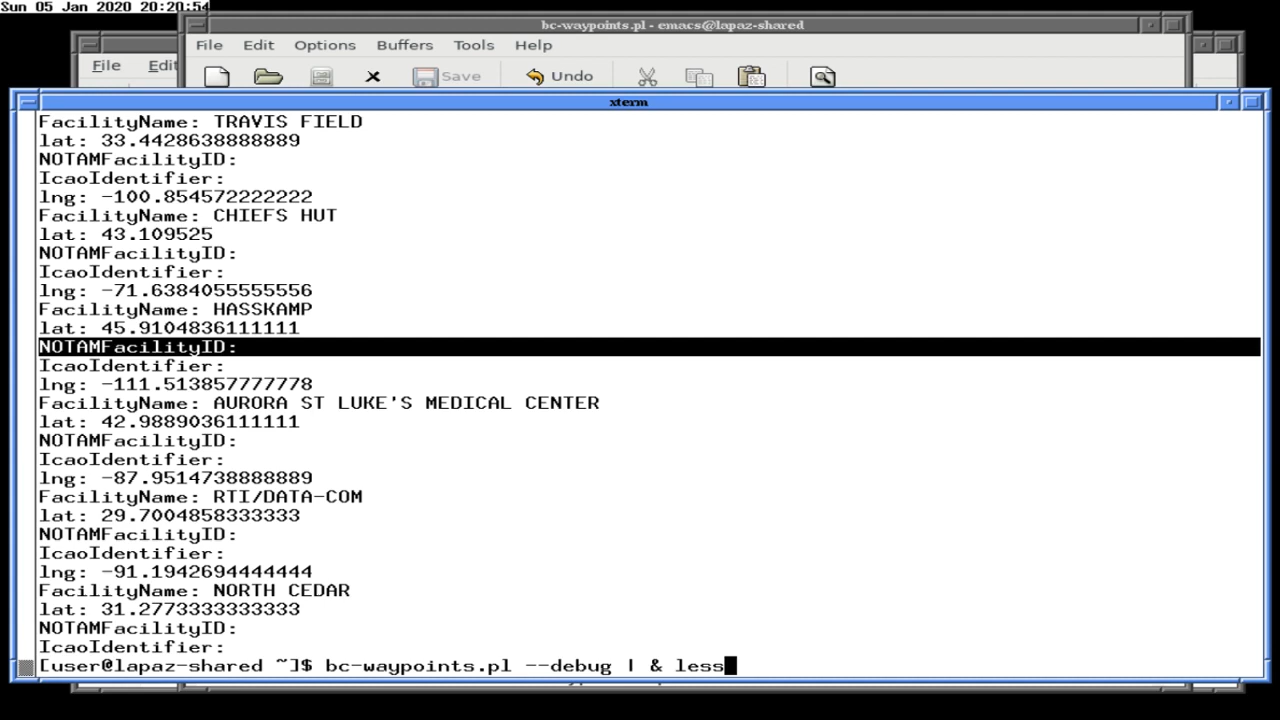 Sun 05 Jan 2020 20:20:54
bc-waypoints.pl - emacs@lapaz-shared
File Edit Options Buffers Tools Help
File Edit
Save Undo
xterm
FacilityName: TRAVIS FIELD
lat: 33.4428638888889
NOTAMFacilityID:
IcaoIdentifier:
lng: -100.854572222222
FacilityName: CHIEFS HUT
lat: 43.109525
NOTAMFacilityID:
IcaoIdentifier:
lng: -71.6384055555556
FacilityName: HASSKAMP
lat: 45.9104836111111
NOTAMFacilityID:
IcaoIdentifier:
lng: -111.513857777778
FacilityName: AURORA ST LUKE'S MEDICAL CENTER
lat: 42.9889036111111
NOTAMFacilityID:
IcaoIdentifier:
lng: -87.9514738888889
FacilityName: RTI/DATA-COM
lat: 29.7004858333333
NOTAMFacilityID:
IcaoIdentifier:
lng: -91.1942694444444
FacilityName: NORTH CEDAR
lat: 31.2773333333333
NOTAMFacilityID:
IcaoIdentifier:
[user@lapaz-shared ~]$ bc-waypoints.pl --debug | & less